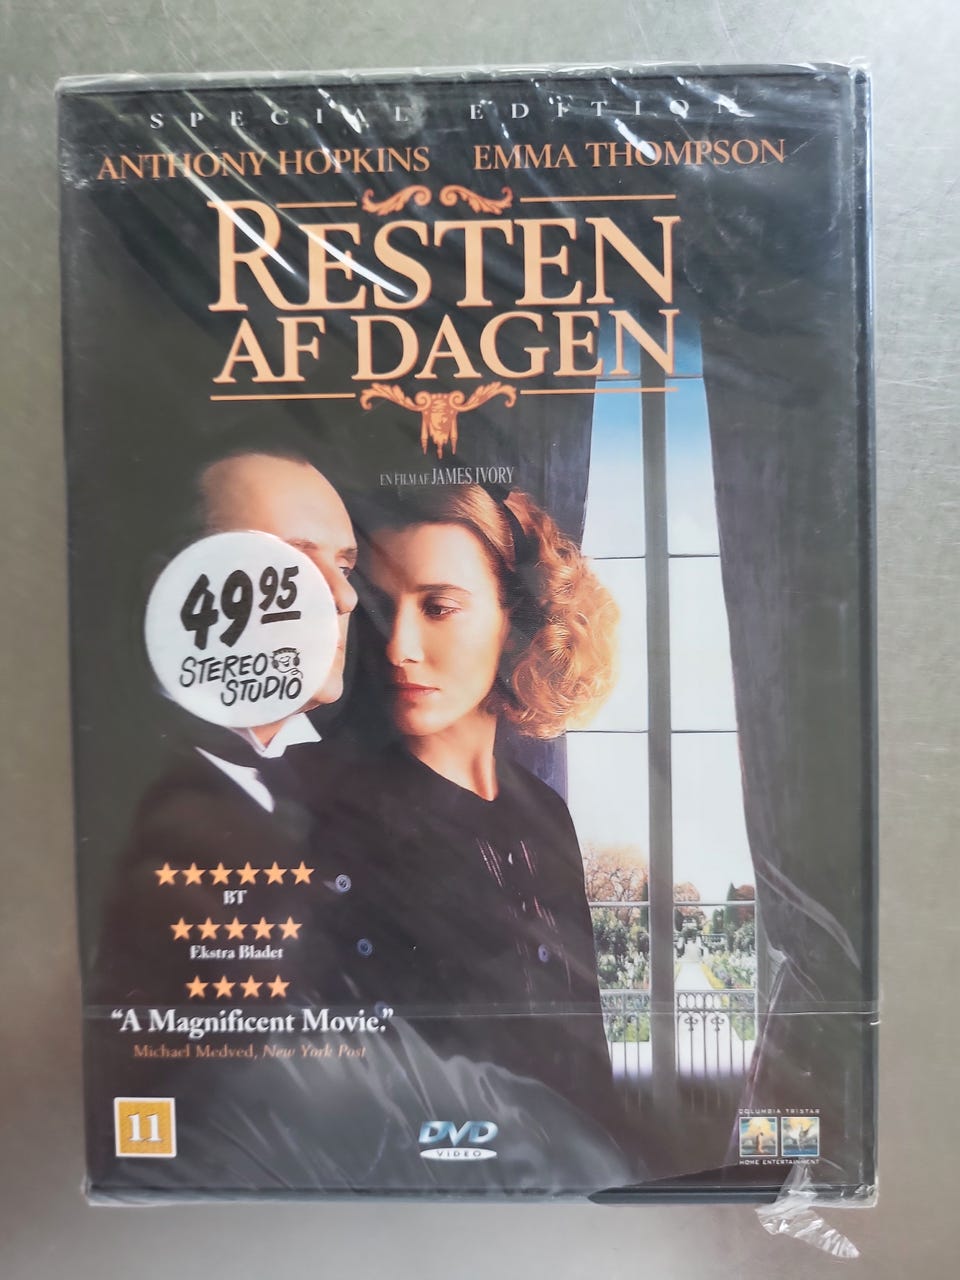 SPECIAL EDITION
ANTHONY HOPKINS EMMA THOMPSON
RESTEN
AF DAGEN
EN FILM AF JAMES IVORY
49 95
STEREO
STUDIO
BT
Ekstra Bladet
"A Magnificent Movie."
Michael Medved, New York Post
11
DVD
VIDEO
COLUMBIA TRISTAR
HOME ENTERTAINMENT